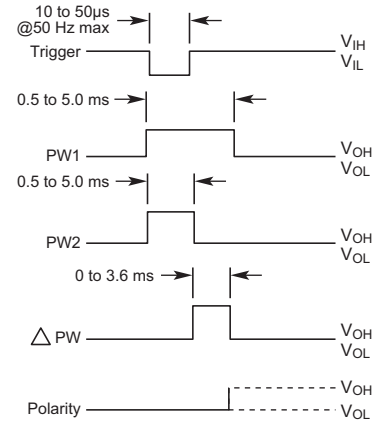 10 to 50µs
@50 Hz max
Trigger
VIH
VIL
0.5 to 5.0 ms
PW1
VOH
VOL
0.5 to 5.0 ms
PW2
VOH
VOL
0 to 3.6 ms
△ PW
VOH
VOL
Polarity
VOH
VOL